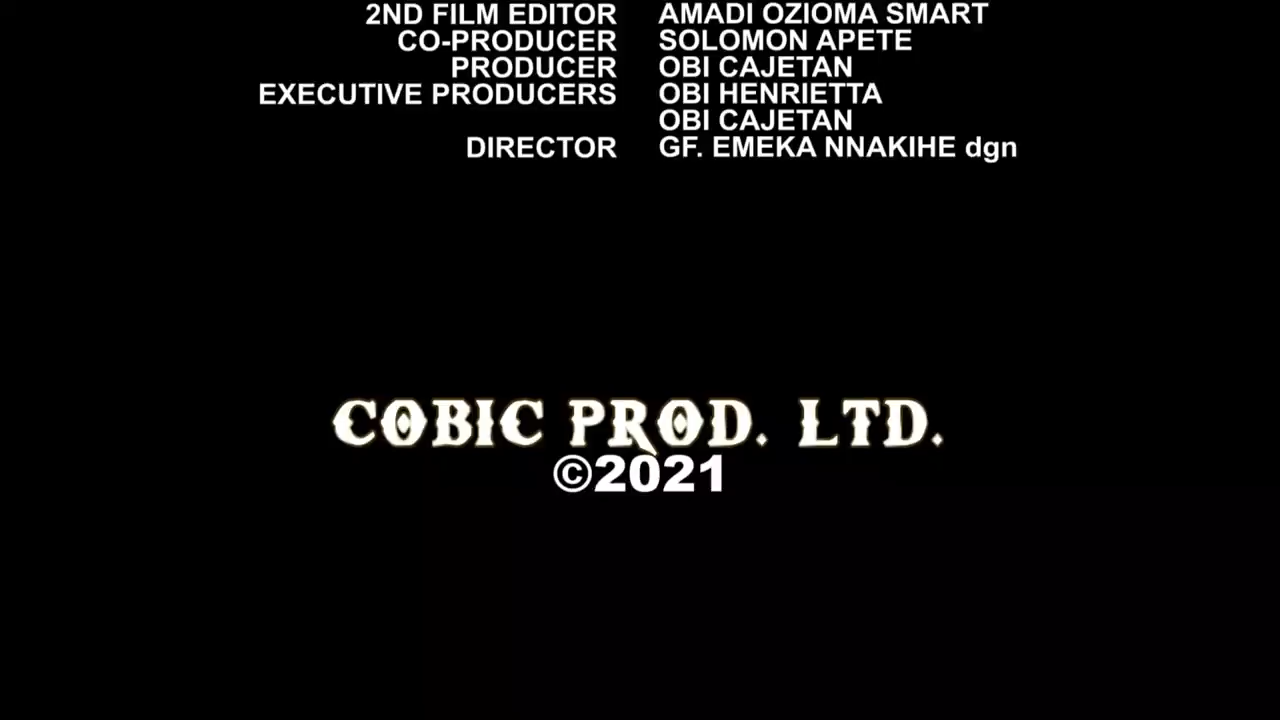 2ND FILM EDITOR AMADI OZIOMA SMART
CO-PRODUCER SOLOMON APETE
PRODUCER OBI CAJETAN
EXECUTIVE PRODUCERS OBI HENRIETTA
OBI CAJETAN
DIRECTOR GF. EMEKA NNAKIHE dgn
COBIC PROD. LTD.
©2021